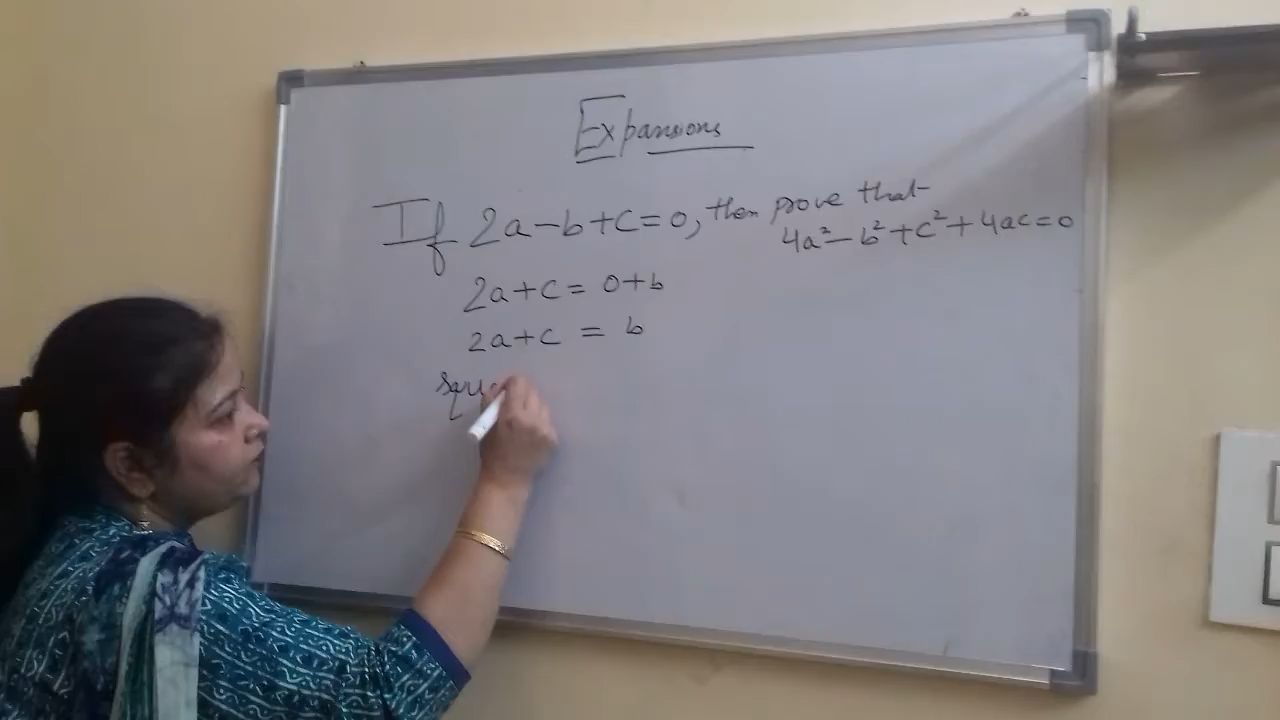 Expansions
If 2a-b+c=0, then prove that
4a²-b²+c²+4ac=0
2a+c= 0+b
2a+c = b